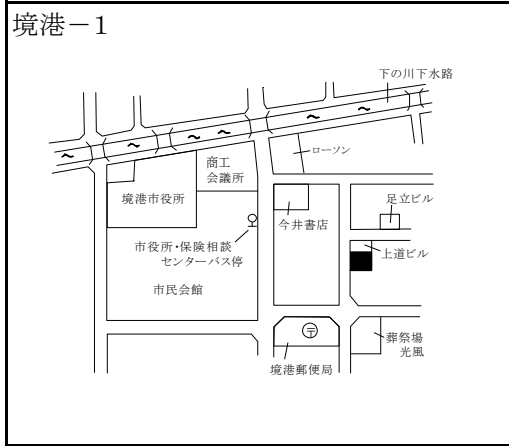 境港－1
下の川下水路
商工
会議所
ローソン
境港市役所
今井書店
足立ビル
市役所・保険相談
センターバス停
上道ビル
市民会館
〒
葬祭場
光風
境港郵便局